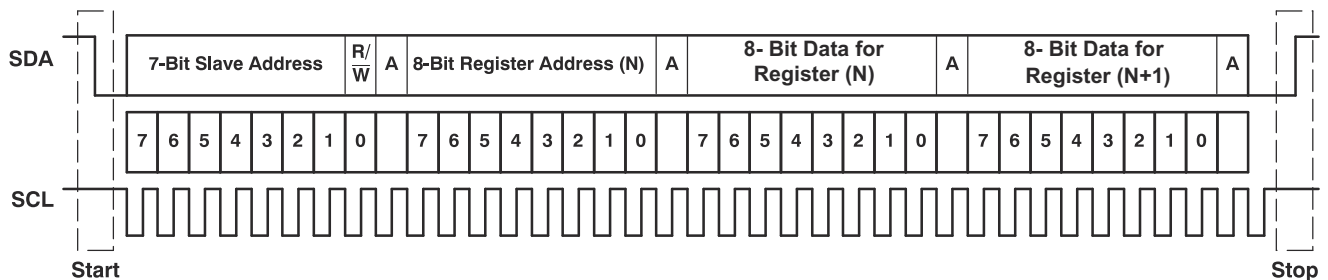 SDA
7-Bit Slave Address
R/
W
A
8-Bit Register Address (N)
A
8- Bit Data for
Register (N)
A
8- Bit Data for
Register (N+1)
A
7 6 5 4 3 2 1 0 7 6 5 4 3 2 1 0 7 6 5 4 3 2 1 0 7 6 5 4 3 2 1 0
SCL
Start Stop